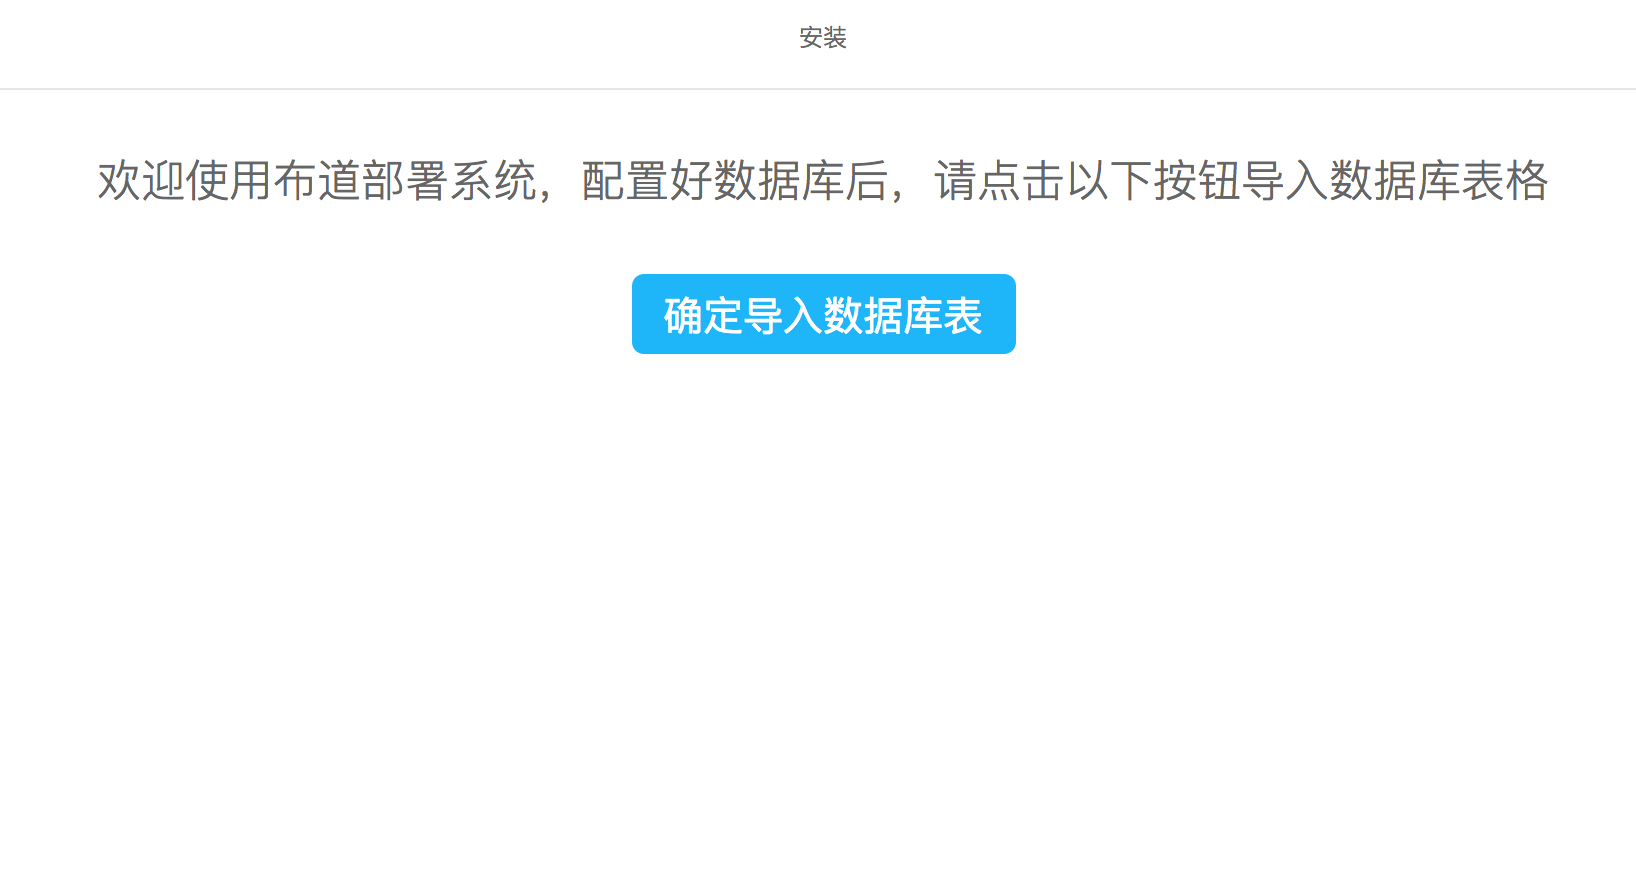 安装
欢迎使用布道部署系统，配置好数据库后，请点击以下按钮导入数据库表格
确定导入数据库表